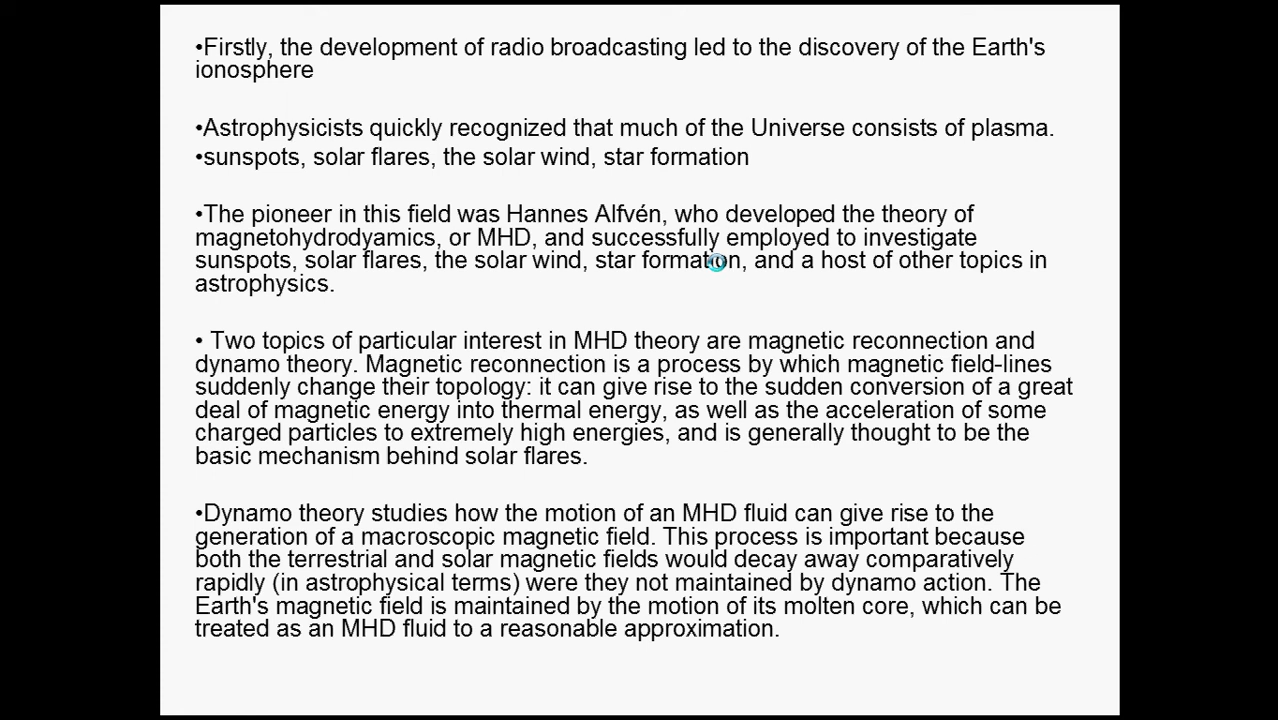 •Firstly, the development of radio broadcasting led to the discovery of the Earth's
ionosphere
•Astrophysicists quickly recognized that much of the Universe consists of plasma.
•sunspots, solar flares, the solar wind, star formation
•The pioneer in this field was Hannes Alfvén, who developed the theory of
magnetohydrodyamics, or MHD, and successfully employed to investigate
sunspots, solar flares, the solar wind, star formation, and a host of other topics in
astrophysics.
• Two topics of particular interest in MHD theory are magnetic reconnection and
dynamo theory. Magnetic reconnection is a process by which magnetic field-lines
suddenly change their topology: it can give rise to the sudden conversion of a great
deal of magnetic energy into thermal energy, as well as the acceleration of some
charged particles to extremely high energies, and is generally thought to be the
basic mechanism behind solar flares.
•Dynamo theory studies how the motion of an MHD fluid can give rise to the
generation of a macroscopic magnetic field. This process is important because
both the terrestrial and solar magnetic fields would decay away comparatively
rapidly (in astrophysical terms) were they not maintained by dynamo action. The
Earth's magnetic field is maintained by the motion of its molten core, which can be
treated as an MHD fluid to a reasonable approximation.